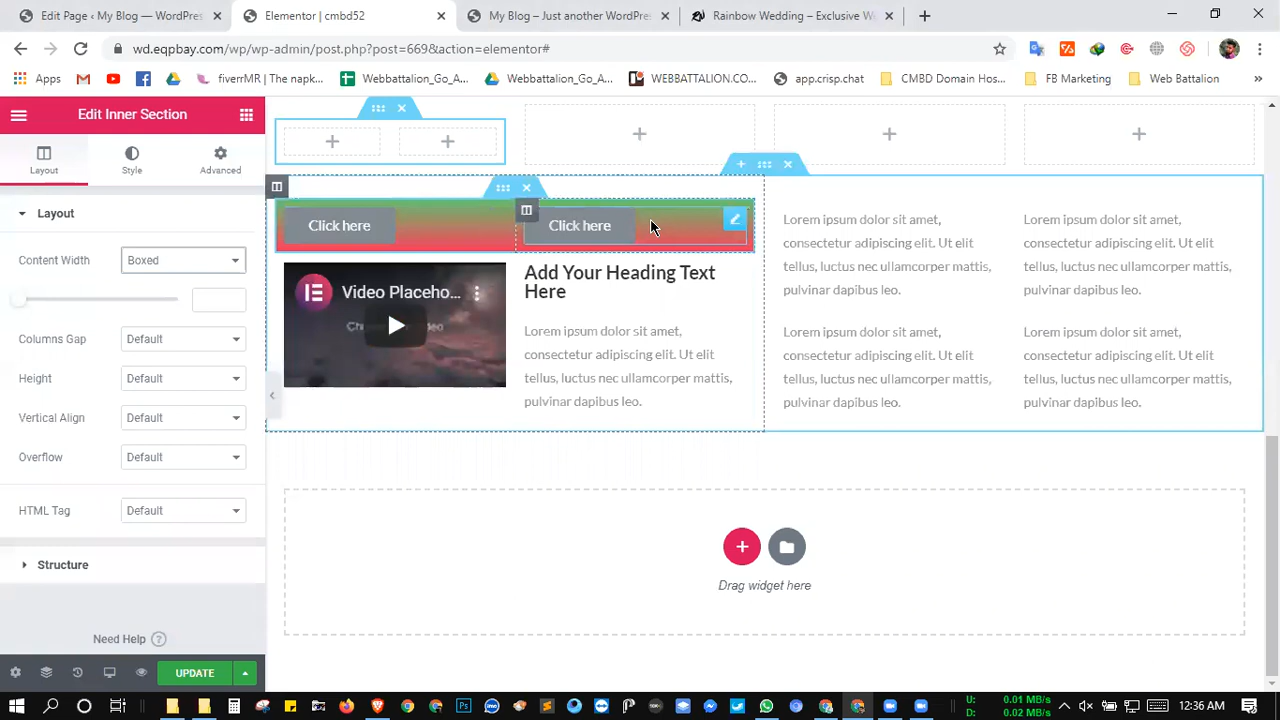 Edit Page ‹ My Blog — WordPress
Elementor | cmbd52
My Blog – Just another WordPress
Rainbow Wedding – Exclusive W
wd.eqpbay.com/wp/wp-admin/post.php?post=669&action=elementor#
Apps
fiverrMR | The napk...
Webbattalion_Go_A...
Webbattalion_Go_A...
WEBBATTALION.CO...
app.crisp.chat
CMBD Domain Hos...
FB Marketing
Web Battalion
»
Edit Inner Section
Layout
Style
Advanced
Layout
Content Width
Boxed
Columns Gap
Default
Height
Default
Vertical Align
Default
Overflow
Default
HTML Tag
Default
Structure
Need Help ?
UPDATE
Click here
Click here
Video Placeho...
Add Your Heading Text
Here
Lorem ipsum dolor sit amet,
consectetur adipiscing elit. Ut elit
tellus, luctus nec ullamcorper mattis,
pulvinar dapibus leo.
Lorem ipsum dolor sit amet,
consectetur adipiscing elit. Ut elit
tellus, luctus nec ullamcorper mattis,
pulvinar dapibus leo.
Lorem ipsum dolor sit amet,
consectetur adipiscing elit. Ut elit
tellus, luctus nec ullamcorper mattis,
pulvinar dapibus leo.
Lorem ipsum dolor sit amet,
consectetur adipiscing elit. Ut elit
tellus, luctus nec ullamcorper mattis,
pulvinar dapibus leo.
Lorem ipsum dolor sit amet,
consectetur adipiscing elit. Ut elit
tellus, luctus nec ullamcorper mattis,
pulvinar dapibus leo.
Drag widget here
U: 0.01 MB/s
D: 0.02 MB/s
12:36 AM